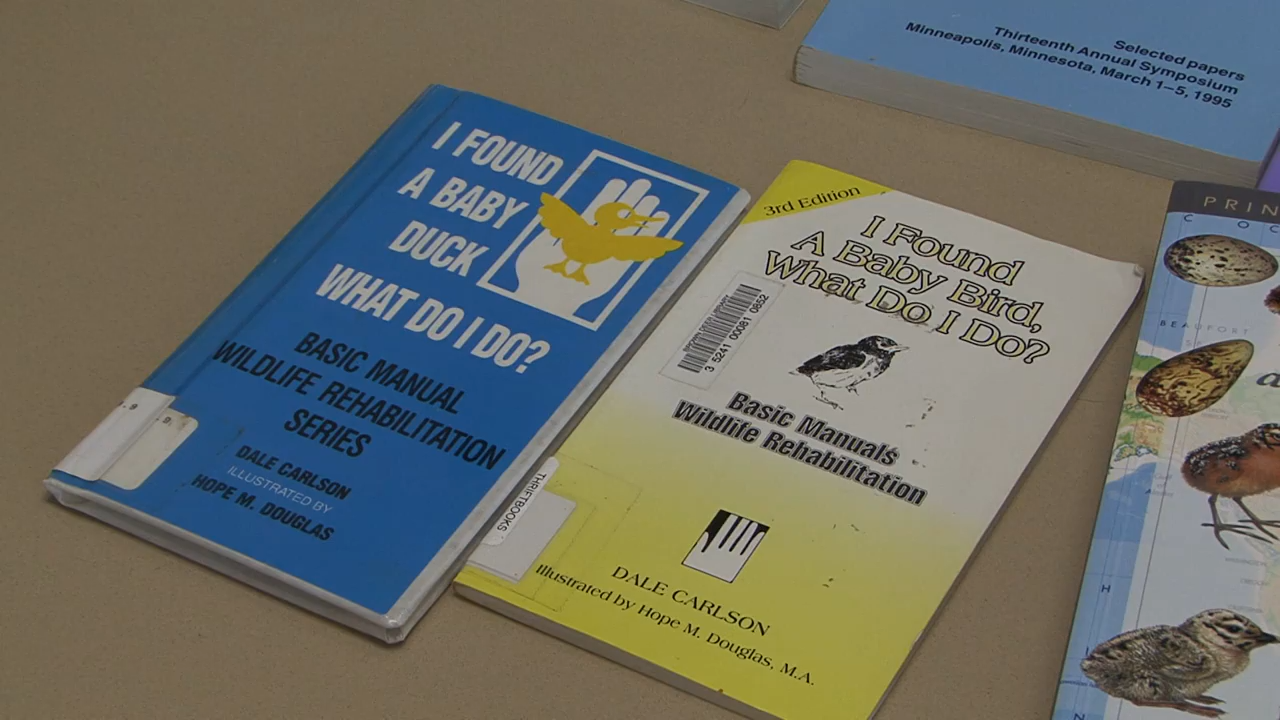 Selected papers
Thirteenth Annual Symposium
Minneapolis, Minnesota, March 1–5, 1995
I FOUND
A BABY
DUCK
WHAT DO I DO?
BASIC MANUAL
WILDLIFE REHABILITATION
SERIES
DALE CARLSON
ILLUSTRATED BY
HOPE M. DOUGLAS
3rd Edition
I Found
A Baby Bird,
What Do I Do?
3 5241 00081 0852
Basic Manuals
Wildlife Rehabilitation
THRIFTBOOKS
DALE CARLSON
Illustrated by Hope M. Douglas, M.A.
PRIN
C O C
BEAUFORT
H
N